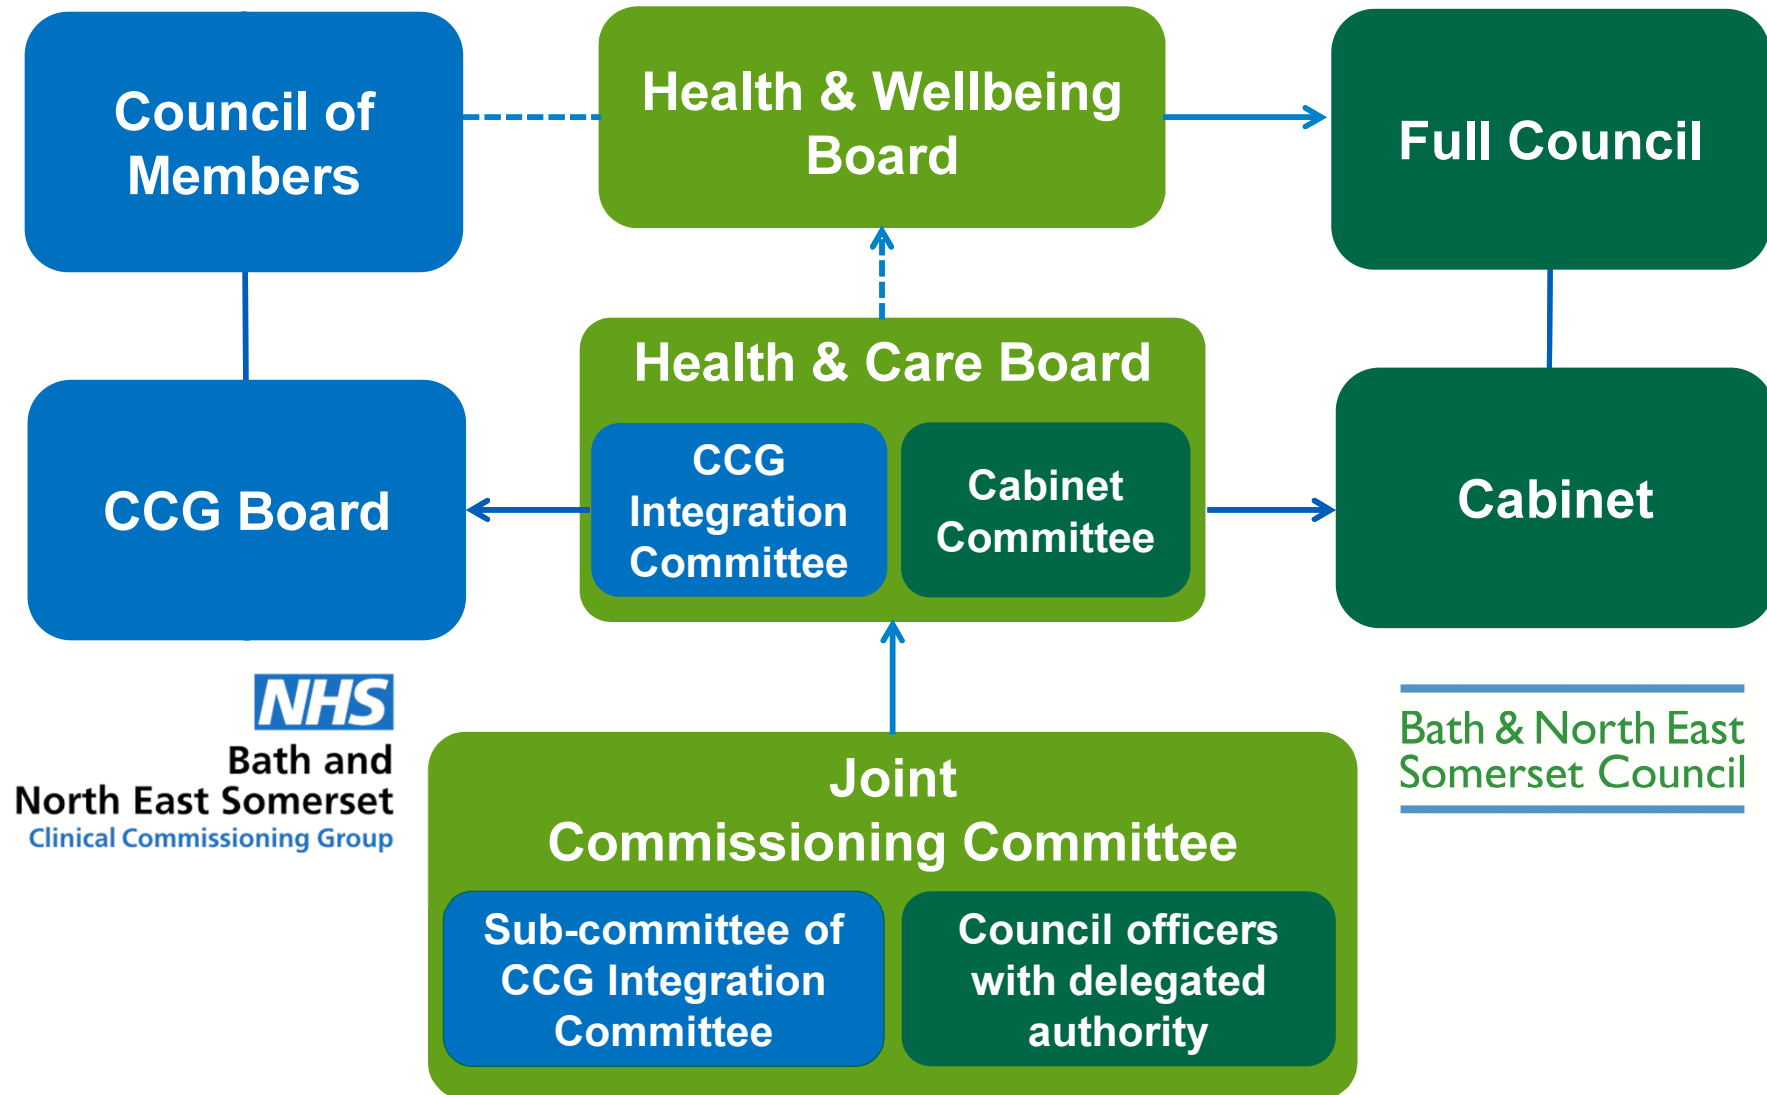 Council of
Members
Health & Wellbeing
Board
Full Council
Health & Care Board
CCG Board
CCG
Integration
Committee
Cabinet
Committee
Cabinet
NHS
Bath and
North East Somerset
Clinical Commissioning Group
Bath & North East
Somerset Council
Joint
Commissioning Committee
Sub-committee of
CCG Integration
Committee
Council officers
with delegated
authority